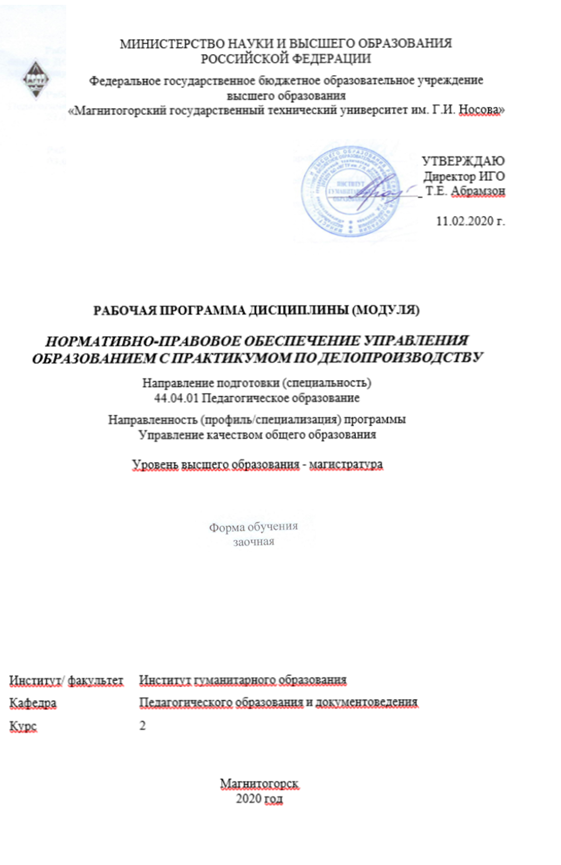 МИНИСТЕРСТВО НАУКИ И ВЫСШЕГО ОБРАЗОВАНИЯ
РОССИЙСКОЙ ФЕДЕРАЦИИ
Федеральное государственное бюджетное образовательное учреждение
высшего образования
«Магнитогорский государственный технический университет им. Г.И. Носова»
УТВЕРЖДАЮ
Директор ИГО
Т.Е. Абрамзон
11.02.2020 г.
РАБОЧАЯ ПРОГРАММА ДИСЦИПЛИНЫ (МОДУЛЯ)
НОРМАТИВНО-ПРАВОВОЕ ОБЕСПЕЧЕНИЕ УПРАВЛЕНИЯ
ОБРАЗОВАНИЕМ С ПРАКТИКУМОМ ПО ДЕЛОПРОИЗВОДСТВУ
Направление подготовки (специальность)
44.04.01 Педагогическое образование
Направленность (профиль/специализация) программы
Управление качеством общего образования
Уровень высшего образования - магистратура
Форма обучения
заочная
Институт/ факультет Институт гуманитарного образования
Кафедра Педагогического образования и документоведения
Курс 2
Магнитогорск
2020 год